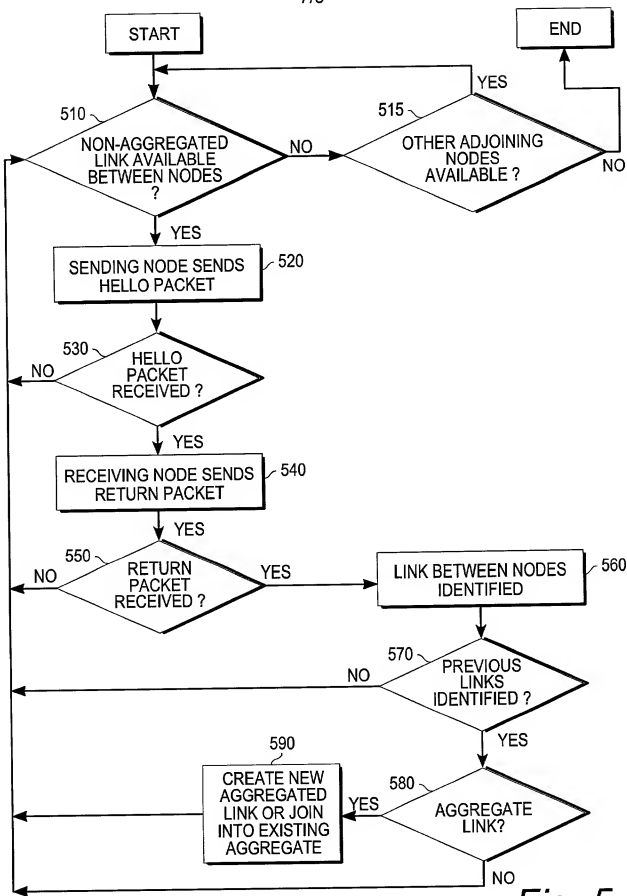 START
END
YES
510
515
NON-AGGREGATED
LINK AVAILABLE
BETWEEN NODES
?
NO
OTHER ADJOINING
NODES
AVAILABLE ?
NO
YES
SENDING NODE SENDS
HELLO PACKET
520
530
HELLO
PACKET
RECEIVED ?
NO
YES
RECEIVING NODE SENDS
RETURN PACKET
540
YES
550
RETURN
PACKET
RECEIVED ?
NO
YES
LINK BETWEEN NODES
IDENTIFIED
560
570
PREVIOUS
LINKS
IDENTIFIED ?
NO
YES
590
CREATE NEW
AGGREGATED
LINK OR JOIN
INTO EXISTING
AGGREGATE
YES
580
AGGREGATE
LINK?
NO